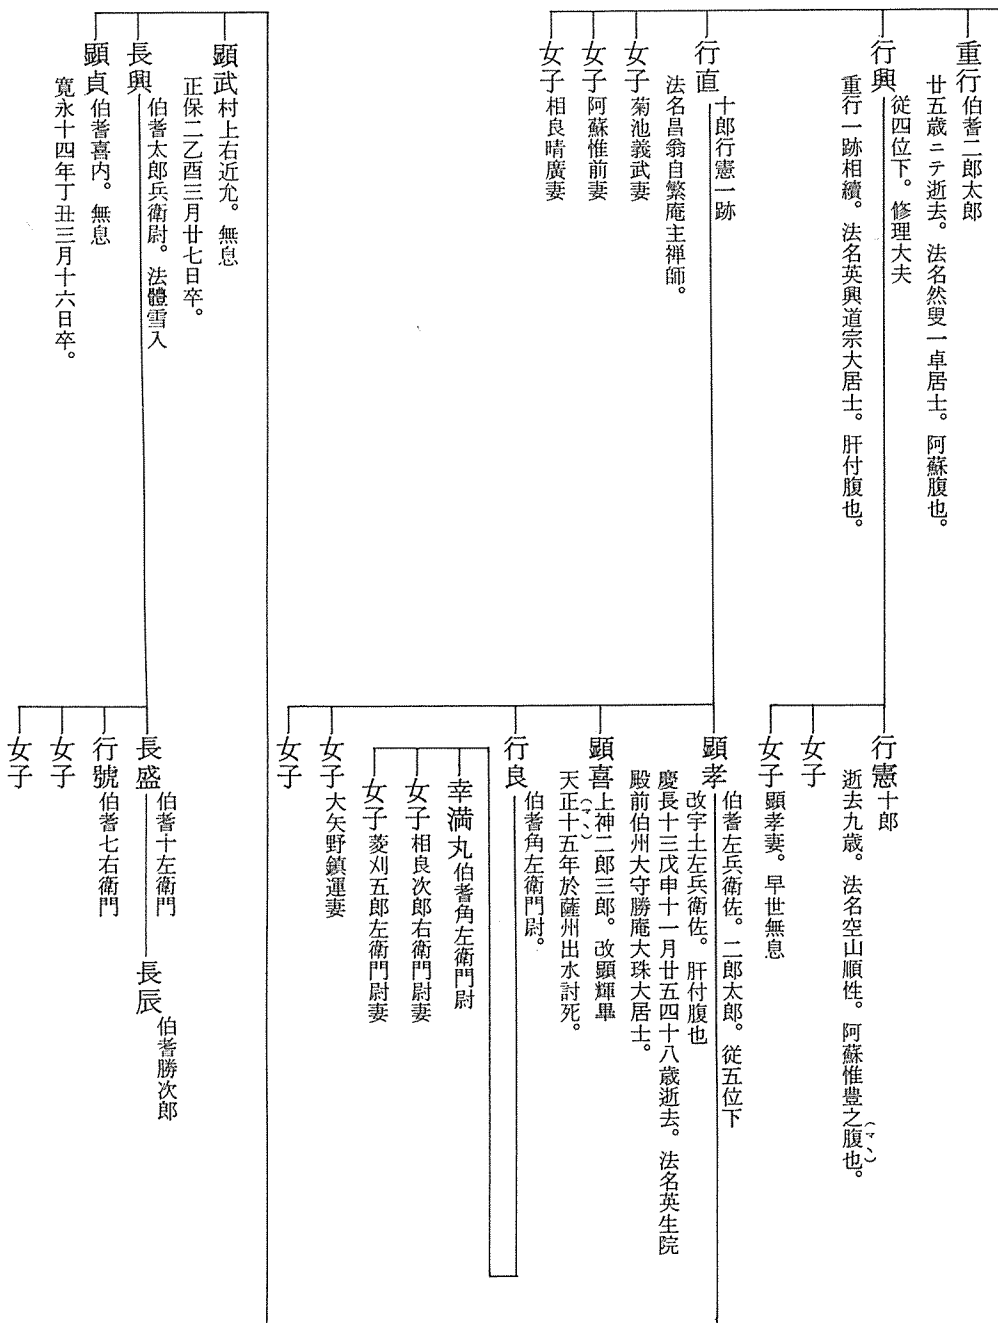 重行 伯耆二郎太郎
廿五歳ニテ逝去。法名然叟一卓居士。阿蘇腹也。
行興 従四位下。修理大夫
重行一跡相續。法名英興道宗大居士。肝付腹也。
行憲 十郎
逝去九歳。法名空山順性。阿蘇惟豊之腹也。(マヽ)
女子
女子 顯孝妻。早世無息
行直 十郎行憲一跡
法名昌翁自繁庵主禅師。
顯孝 伯耆左兵衛佐。二郎太郎。従五位下
改宇土左兵衛佐。肝付腹也
慶長十三戊申十一月廿五四十八歳逝去。法名英生院
殿前伯州大守勝庵大珠大居士。
顯喜 上神二郎三郎。改顯輝畢
(マヽ)
天正十五年於薩州出水討死。
行良 伯耆角左衛門尉。
幸満丸 伯耆角左衛門尉
女子 相良次郎右衛門尉妻
女子 菱刈五郎左衛門尉妻
女子 大矢野鎮運妻
女子
女子 菊池義武妻
女子 阿蘇惟前妻
女子 相良晴廣妻
顯武 村上右近允。無息
正保二乙酉三月廿七日卒。
長興 伯耆太郎兵衛尉。法體雪入
長盛 伯耆十左衛門
長辰 伯耆勝次郎
行號 伯耆七右衛門
女子
女子
顯貞 伯耆喜内。無息
寛永十四年丁丑三月十六日卒。